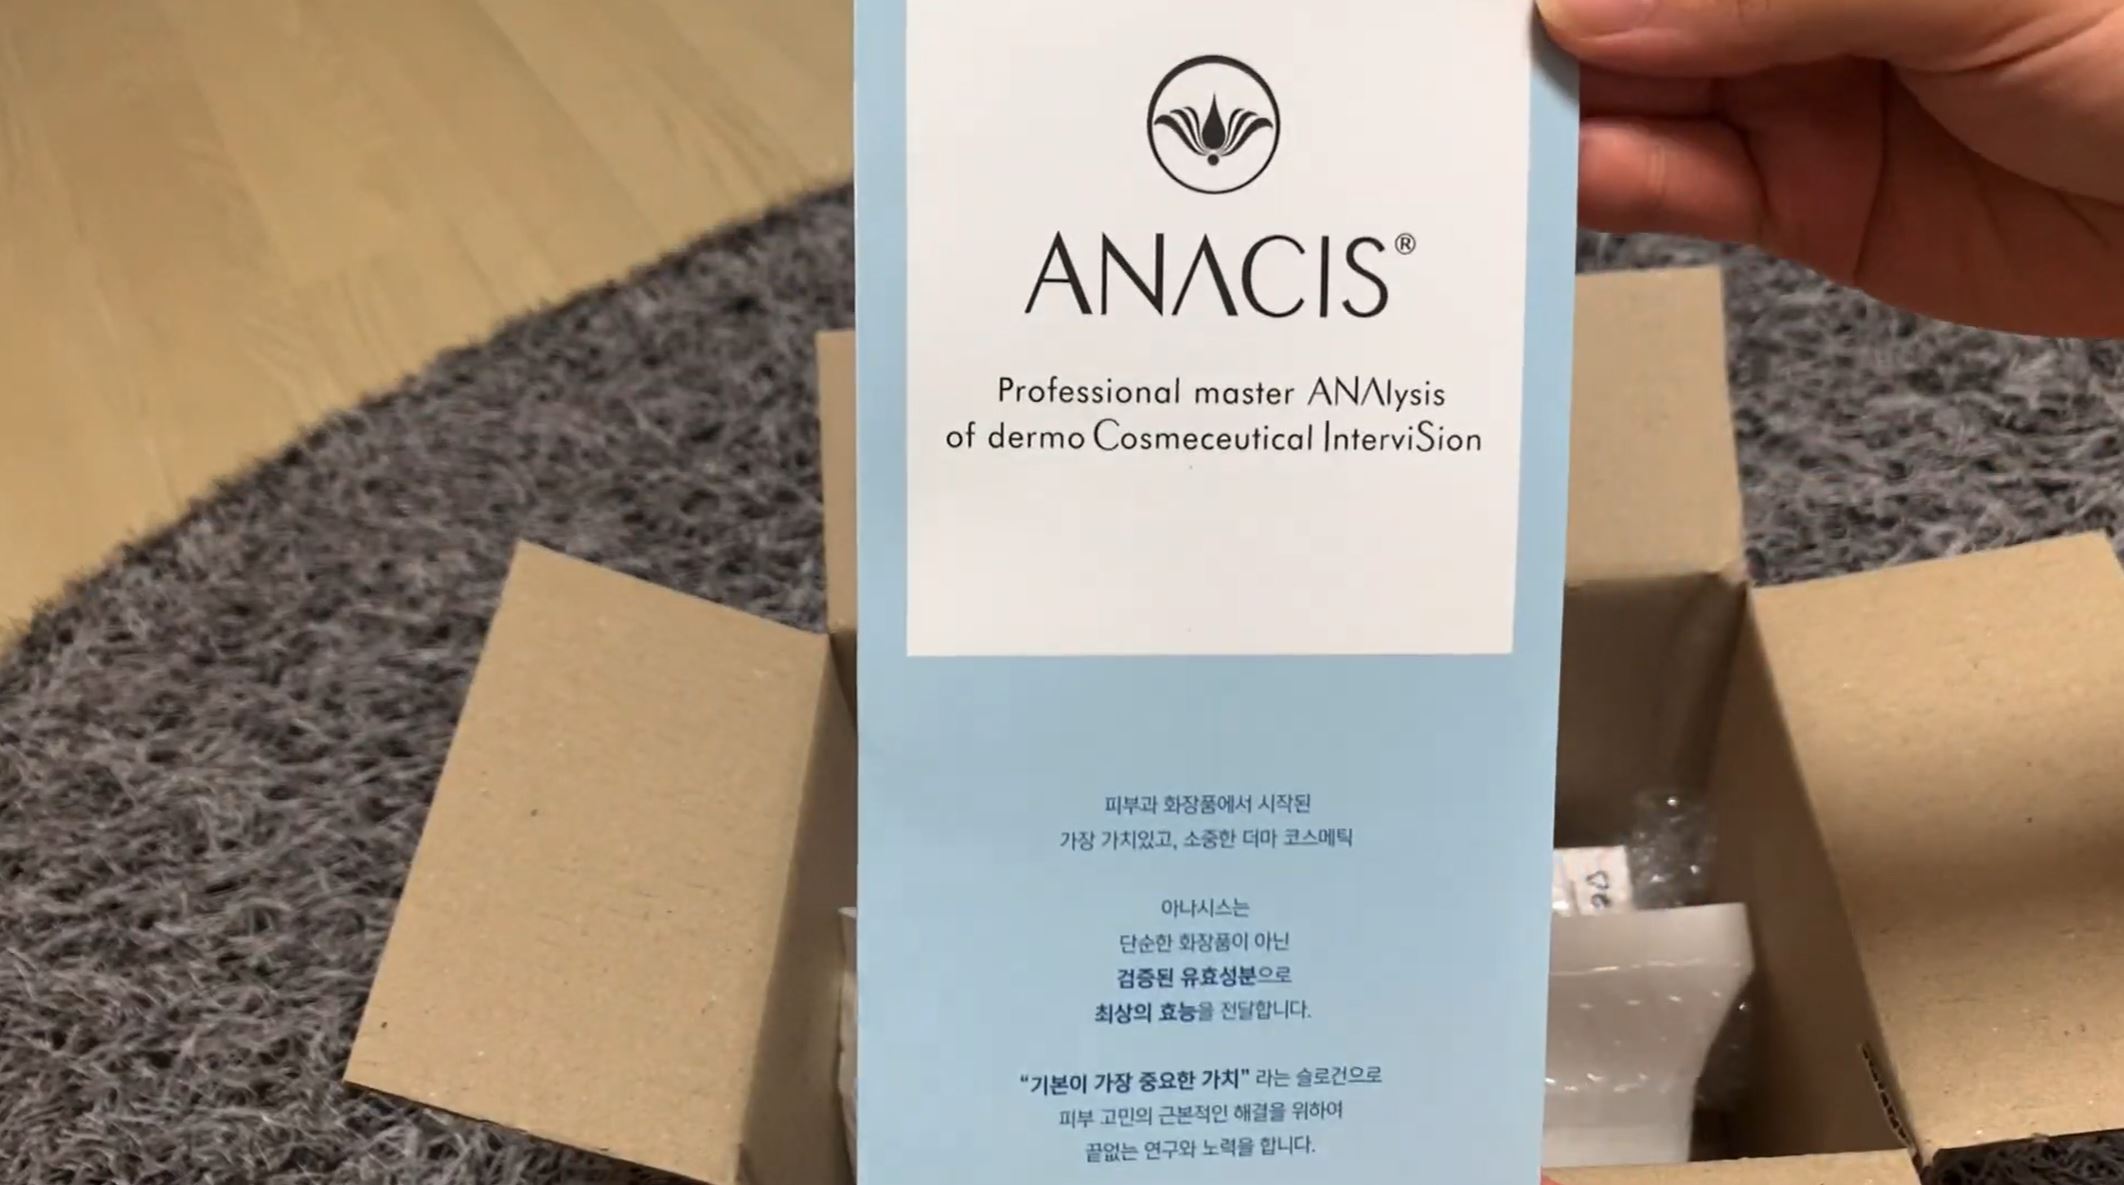 ANACIS®
Professional master ANAlysis
of dermo Cosmeceutical InterviSion
피부과 화장품에서 시작된
가장 가치있고, 소중한 더마 코스메틱
아나시스는
단순한 화장품이 아닌
검증된 유효성분으로
최상의 효능을 전달합니다.
“기본이 가장 중요한 가치” 라는 슬로건으로
피부 고민의 근본적인 해결을 위하여
끝없는 연구와 노력을 합니다.